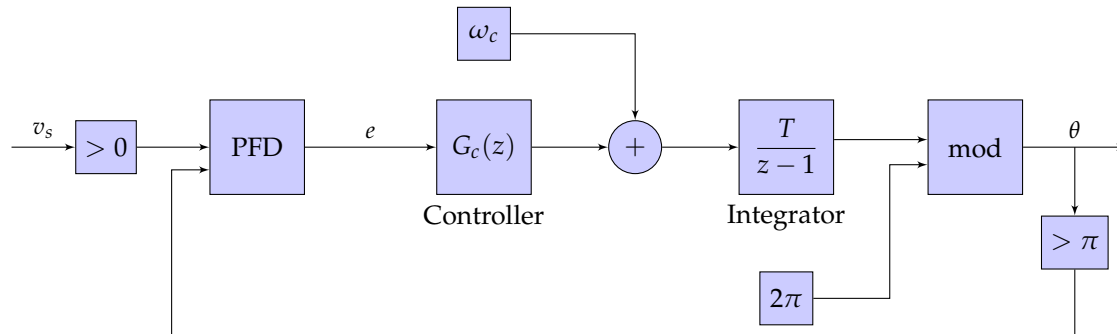 ω_c
v_s
> 0
PFD
e
G_c(z)
+
T
z − 1
mod
θ
Controller
Integrator
> π
2π